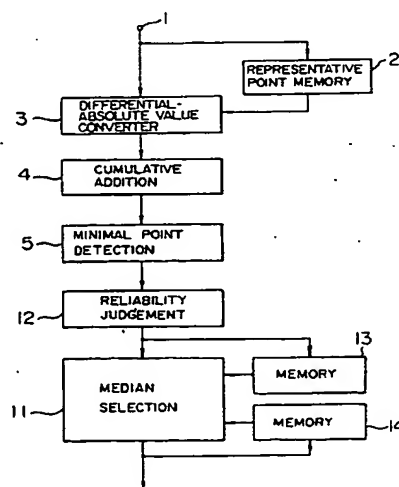 1
REPRESENTATIVE
POINT MEMORY
2
DIFFERENTIAL-
ABSOLUTE VALUE
CONVERTER
3
CUMULATIVE
ADDITION
4
MINIMAL POINT
DETECTION
5
RELIABILITY
JUDGEMENT
12
13
MEMORY
MEDIAN
SELECTION
11
MEMORY
14